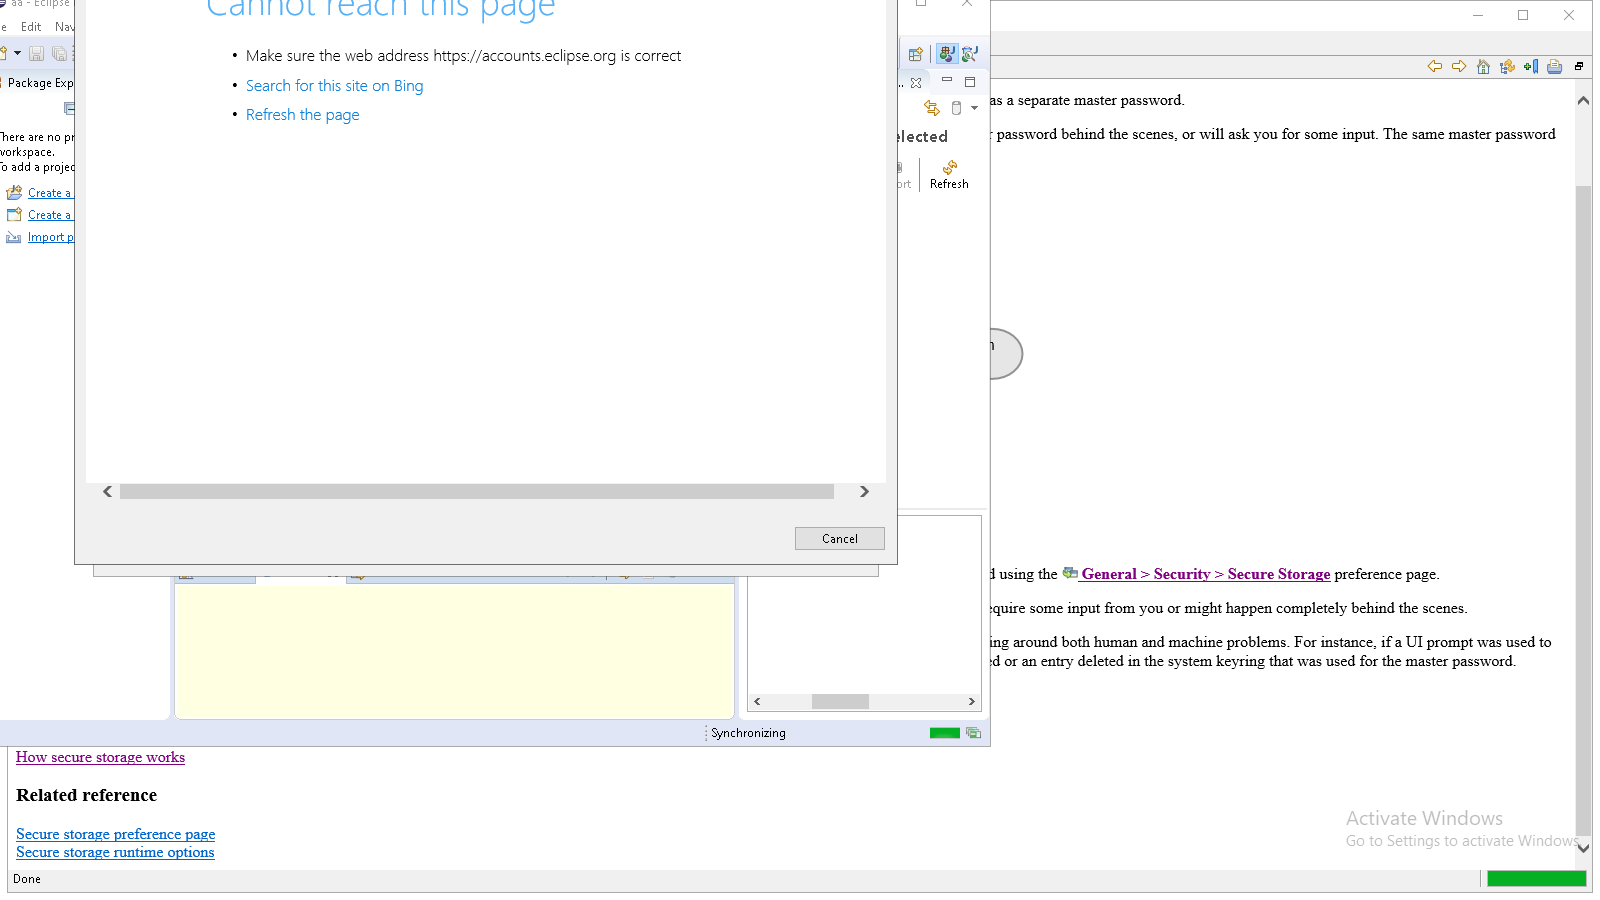 aa - Eclipse
Edit Nav
Package Exp
There are no pr
workspace.
To add a projec
Create a
Create a
Import p
Cannot reach this page
• Make sure the web address https://accounts.eclipse.org is correct
• Search for this site on Bing
• Refresh the page
Cancel
elected
ort Refresh
Synchronizing
as a separate master password.
r password behind the scenes, or will ask you for some input. The same master password
n
d using the General > Security > Secure Storage preference page.
equire some input from you or might happen completely behind the scenes.
ing around both human and machine problems. For instance, if a UI prompt was used to
ed or an entry deleted in the system keyring that was used for the master password.
How secure storage works
Related reference
Secure storage preference page
Secure storage runtime options
Done
Activate Windows
Go to Settings to activate Windows.